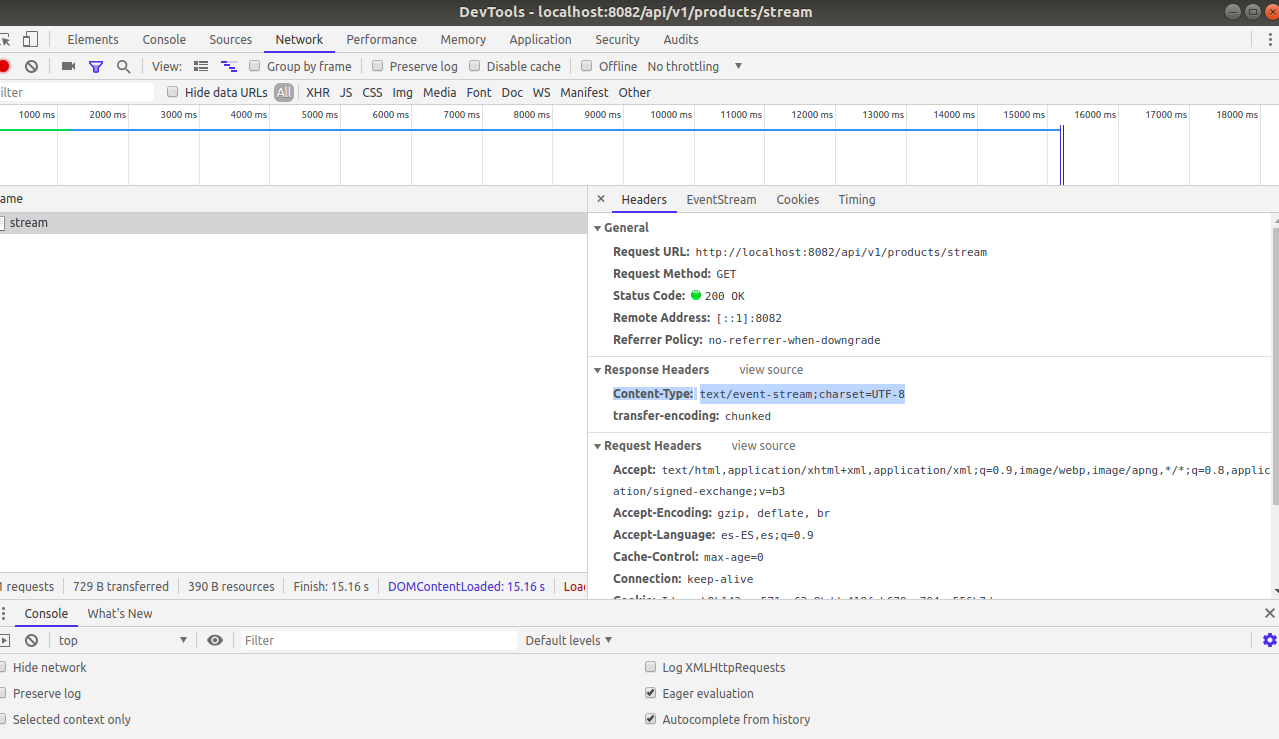 DevTools - localhost:8082/api/v1/products/stream
Elements Console Sources Network Performance Memory Application Security Audits
View: Group by frame Preserve log Disable cache Offline No throttling
ilter Hide data URLs All XHR JS CSS Img Media Font Doc WS Manifest Other
1000 ms 2000 ms 3000 ms 4000 ms 5000 ms 6000 ms 7000 ms 8000 ms 9000 ms 10000 ms 11000 ms 12000 ms 13000 ms 14000 ms 15000 ms 16000 ms 17000 ms 18000 ms
ame
stream
× Headers EventStream Cookies Timing
General
Request URL: http://localhost:8082/api/v1/products/stream
Request Method: GET
Status Code: 200 OK
Remote Address: [::1]:8082
Referrer Policy: no-referrer-when-downgrade
Response Headers view source
Content-Type: text/event-stream;charset=UTF-8
transfer-encoding: chunked
Request Headers view source
Accept: text/html,application/xhtml+xml,application/xml;q=0.9,image/webp,image/apng,*/*;q=0.8,applic
ation/signed-exchange;v=b3
Accept-Encoding: gzip, deflate, br
Accept-Language: es-ES,es;q=0.9
Cache-Control: max-age=0
Connection: keep-alive
1 requests 729 B transferred 390 B resources Finish: 15.16 s DOMContentLoaded: 15.16 s Loa
Console What's New
top Filter Default levels
Hide network
Preserve log
Selected context only
Log XMLHttpRequests
Eager evaluation
Autocomplete from history